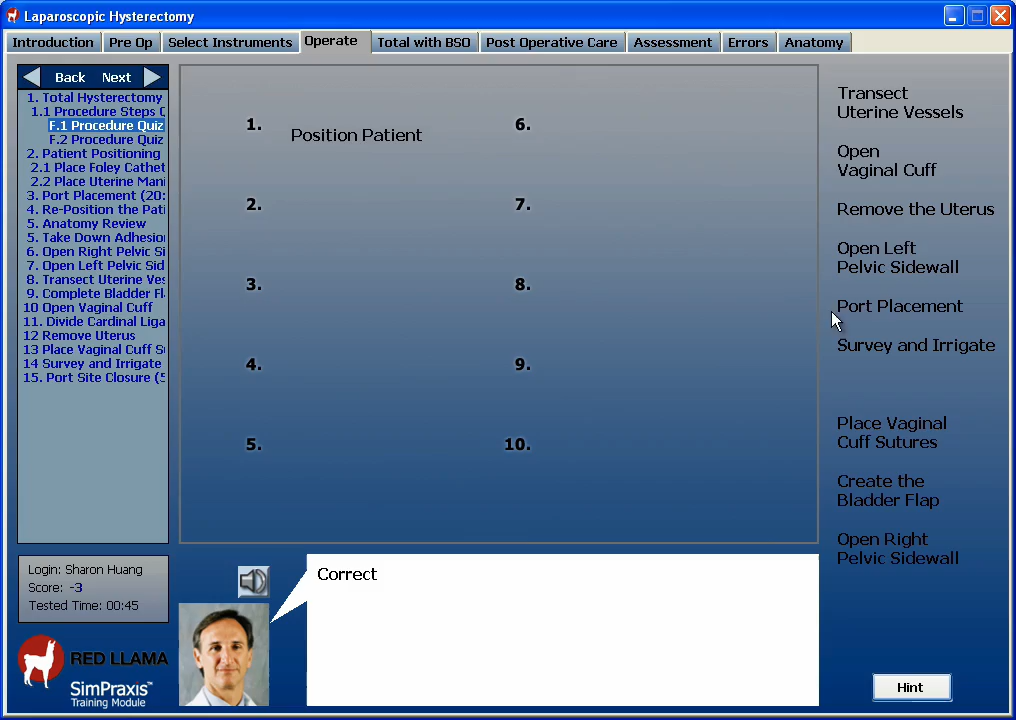 Laparoscopic Hysterectomy
Introduction Pre Op Select Instruments Operate Total with BSO Post Operative Care Assessment Errors Anatomy
Back Next
1. Total Hysterectomy
1.1 Procedure Steps Q
F.1 Procedure Quiz
F.2 Procedure Quiz
2. Patient Positioning
2.1 Place Foley Cathet
2.2 Place Uterine Mani
3. Port Placement (20:
4. Re-Position the Pati
5. Anatomy Review
5. Take Down Adhesion
6. Open Right Pelvic Si
7. Open Left Pelvic Sid
8. Transect Uterine Ves
9. Complete Bladder Fl
10 Open Vaginal Cuff
11. Divide Cardinal Liga
12 Remove Uterus
13 Place Vaginal Cuff S
14 Survey and Irrigate
15. Port Site Closure (5
1. Position Patient
2.
3.
4.
5.
6.
7.
8.
9.
10.
Transect
Uterine Vessels
Open
Vaginal Cuff
Remove the Uterus
Open Left
Pelvic Sidewall
Port Placement
Survey and Irrigate
Place Vaginal
Cuff Sutures
Create the
Bladder Flap
Open Right
Pelvic Sidewall
Login: Sharon Huang
Score: -3
Tested Time: 00:45
RED LLAMA
SimPraxis™
Training Module
Correct
Hint